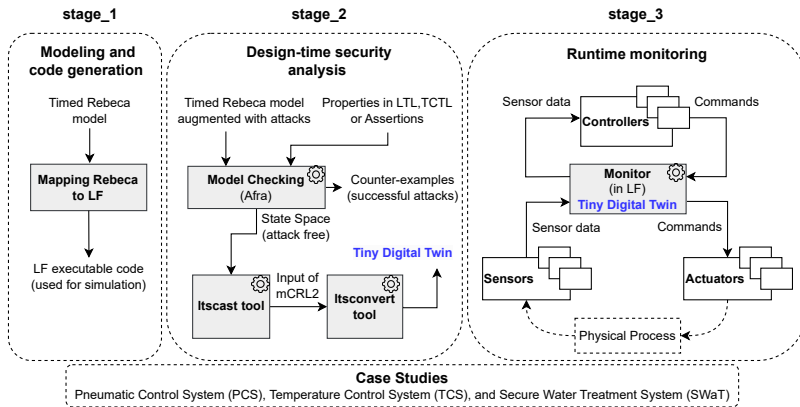 stage_1
stage_2
stage_3
Modeling and
code generation
Timed Rebeca
model
Mapping Rebeca
to LF
LF executable code
(used for simulation)
Design-time security
analysis
Timed Rebeca model
augmented with attacks
Properties in LTL,TCTL
or Assertions
Model Checking
(Afra)
Counter-examples
(successful attacks)
State Space
(attack free)
Tiny Digital Twin
ltscast tool
Input of
mCRL2
ltsconvert
tool
Runtime monitoring
Sensor data
Controllers
Commands
Monitor
(in LF)
Tiny Digital Twin
Sensor data
Commands
Sensors
Actuators
Physical Process
Case Studies
Pneumatic Control System (PCS), Temperature Control System (TCS), and Secure Water Treatment System (SWaT)